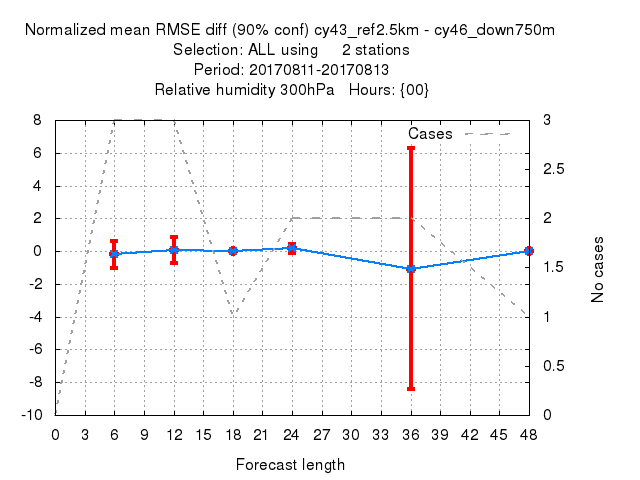 Normalized mean RMSE diff (90% conf) cy43_ref2.5km - cy46_down750m
Selection: ALL using     2 stations
Period: 20170811-20170813
Relative humidity 300hPa   Hours: {00}
Cases
8
6
4
2
0
-2
-4
-6
-8
-10
3
2.5
2
1.5
1
0.5
0
No cases
0 3 6 9 12 15 18 21 24 27 30 33 36 39 42 45 48
Forecast length